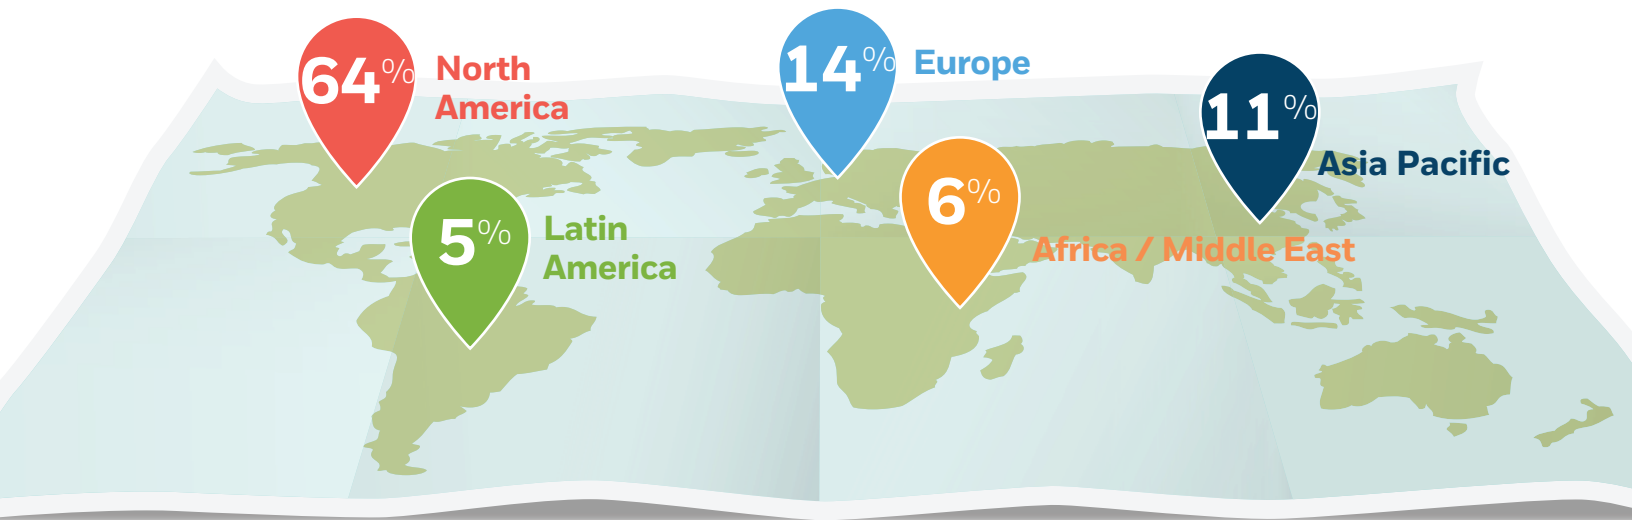 64%
North
America
5%
Latin
America
14%
Europe
6%
Africa / Middle East
11%
Asia Pacific